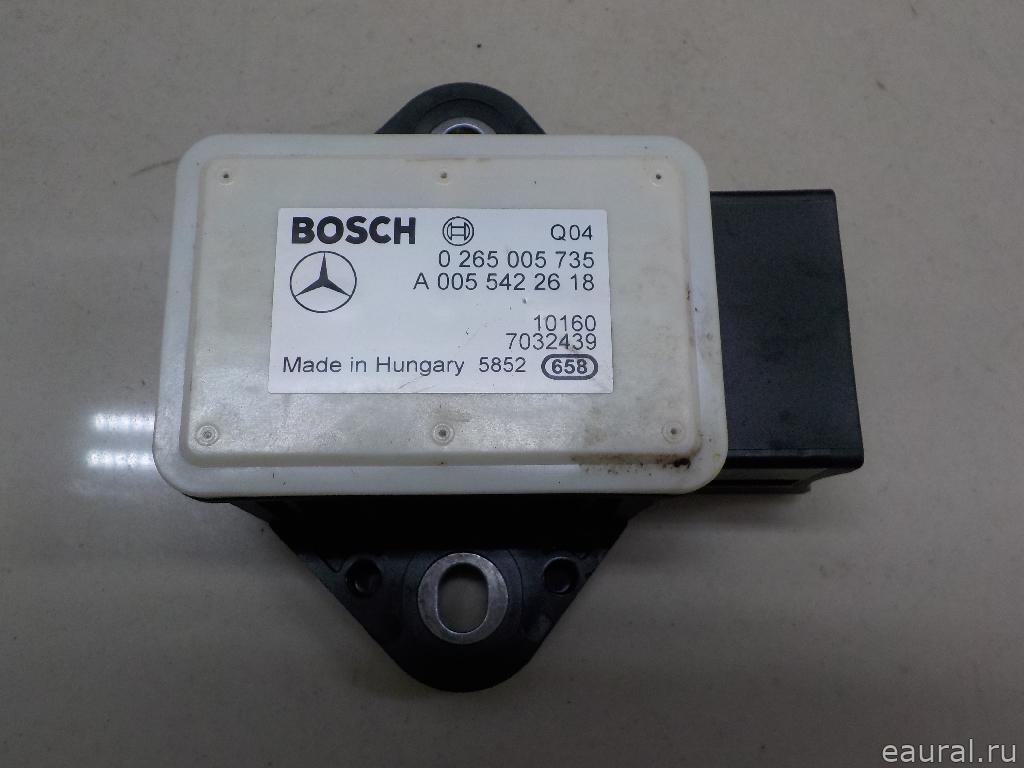 BOSCH Q04
0 265 005 735
A 005 542 26 18
10160
7032439
Made in Hungary 5852 658
eaural.ru